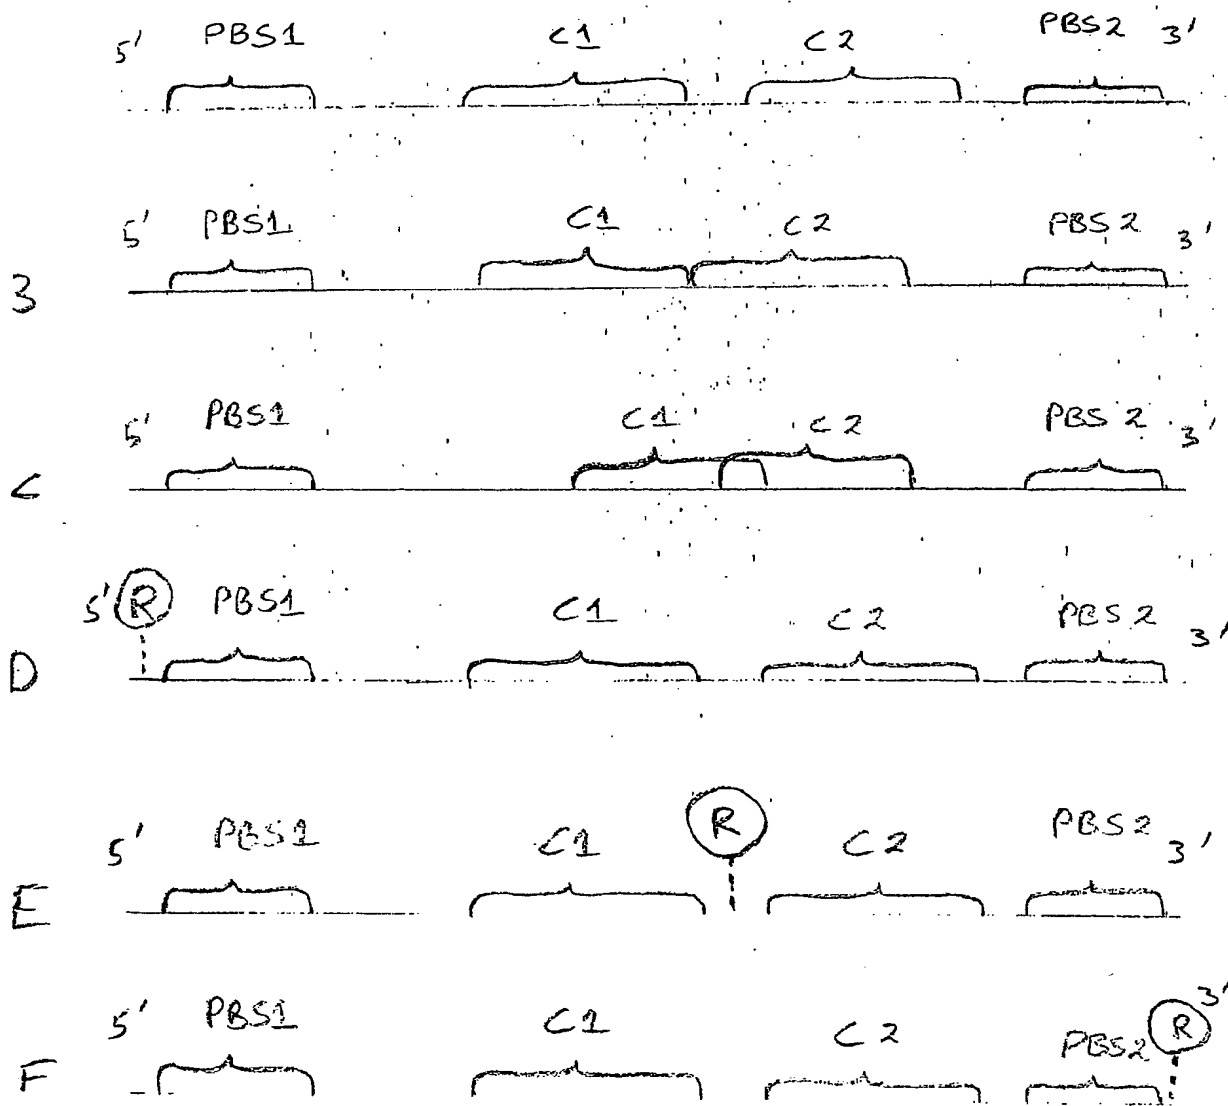 5' PBS1 C1 C2 PBS2 3'
5' PBS1 C1 C2 PBS2 3'
3
5' PBS1 C1 C2 PBS2 3'
C
5' R PBS1 C1 C2 PBS2 3'
D
5' PBS1 C1 R C2 PBS2 3'
E
5' PBS1 C1 C2 PBS2 R 3'
F